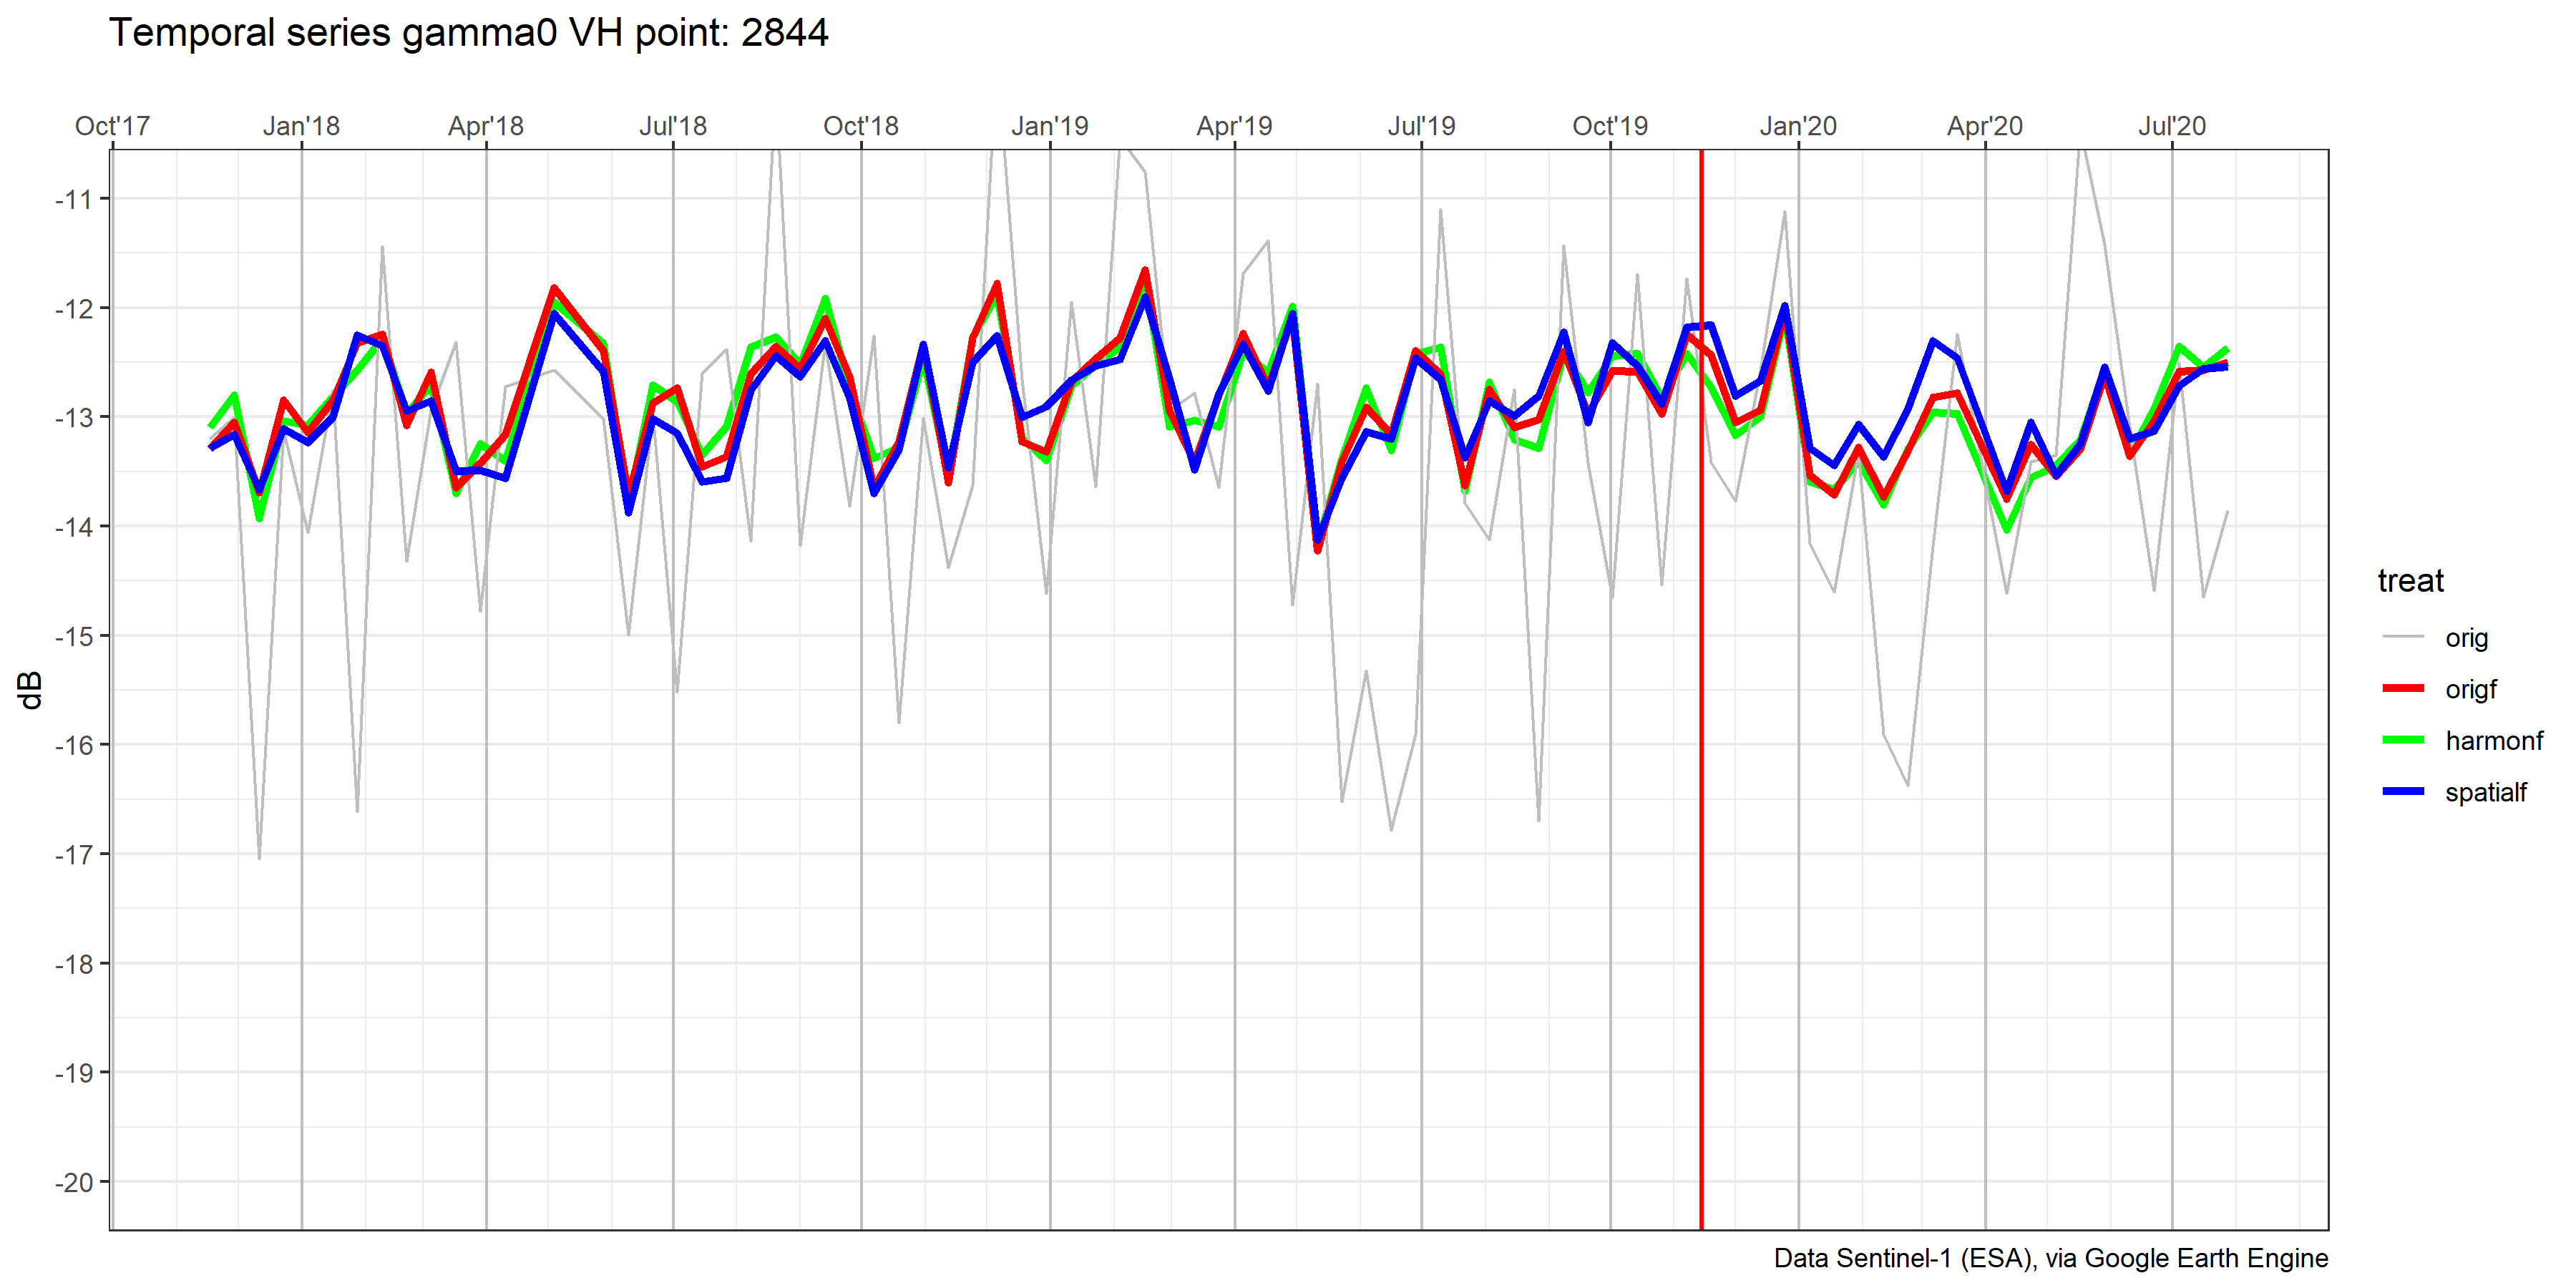 Temporal series gamma0 VH point: 2844
Oct'17 Jan'18 Apr'18 Jul'18 Oct'18 Jan'19 Apr'19 Jul'19 Oct'19 Jan'20 Apr'20 Jul'20
-11
-12
-13
-14
-15
-16
-17
-18
-19
-20
dB
treat
orig
origf
harmonf
spatialf
Data Sentinel-1 (ESA), via Google Earth Engine